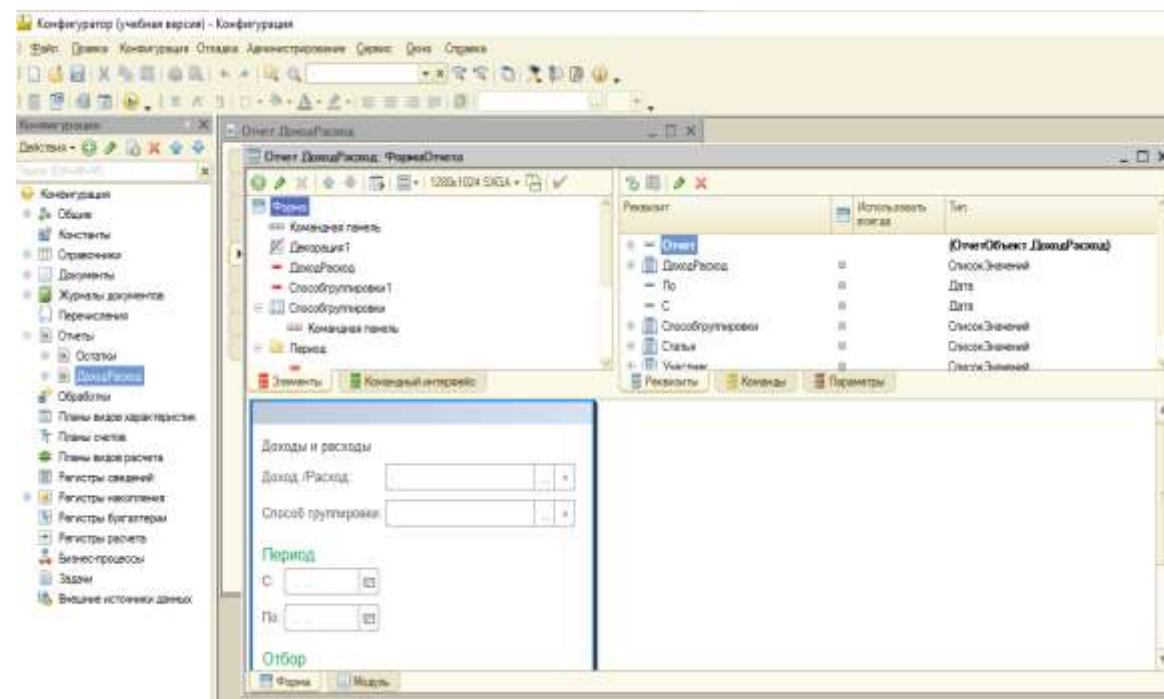 Конфигуратор (учебная версия) - Конфигурация
Файл Правка Конфигурация Отладка Администрирование Сервис Окна Справка
Конфигурация
Действия
Конфигурация
Общие
Константы
Справочники
Документы
Журналы документов
Перечисления
Отчеты
Остатки
ДоходРасход
Обработки
Планы видов характеристик
Планы счетов
Планы видов расчета
Регистры сведений
Регистры накопления
Регистры бухгалтерии
Регистры расчета
Бизнес-процессы
Задачи
Внешние источники данных
Отчет ДоходРасход
Отчет ДоходРасход: ФормаОтчета
1280x1024 SXGA
Форма
Командная панель
Декорация1
ДоходРасход
Способгруппировки1
Способгруппировки
Командная панель
Период
Элементы Командный интерфейс
Реквизит Использовать всегда Тип
Отчет (ОтчетОбъект.ДоходРасход)
ДоходРасход СписокЗначений
По Дата
С Дата
Способгруппировки СписокЗначений
Статья СписокЗначений
Участник СписокЗначений
Реквизиты Команды Параметры
Доходы и расходы
Доход /Расход:
Способ группировки:
Период
С:
По:
Отбор
Форма Модуль